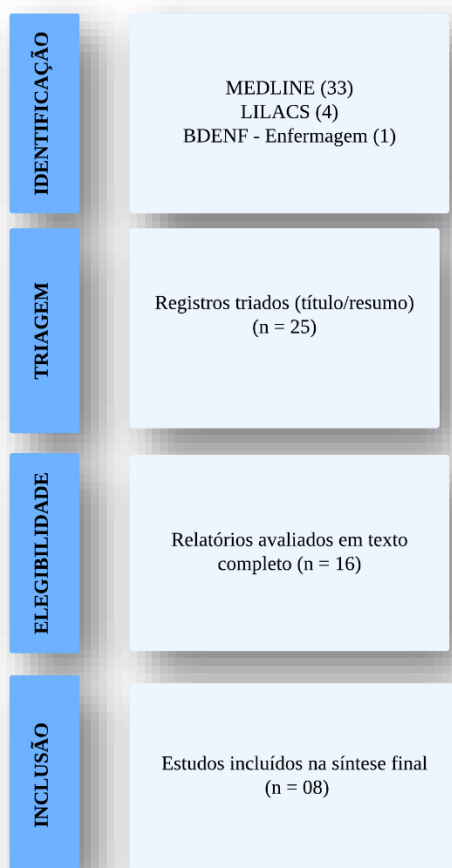 IDENTIFICAÇÃO
MEDLINE (33)
LILACS (4)
BDENF - Enfermagem (1)
TRIAGEM
Registros triados (título/resumo)
(n = 25)
ELEGIBILIDADE
Relatórios avaliados em texto
completo (n = 16)
INCLUSÃO
Estudos incluídos na síntese final
(n = 08)